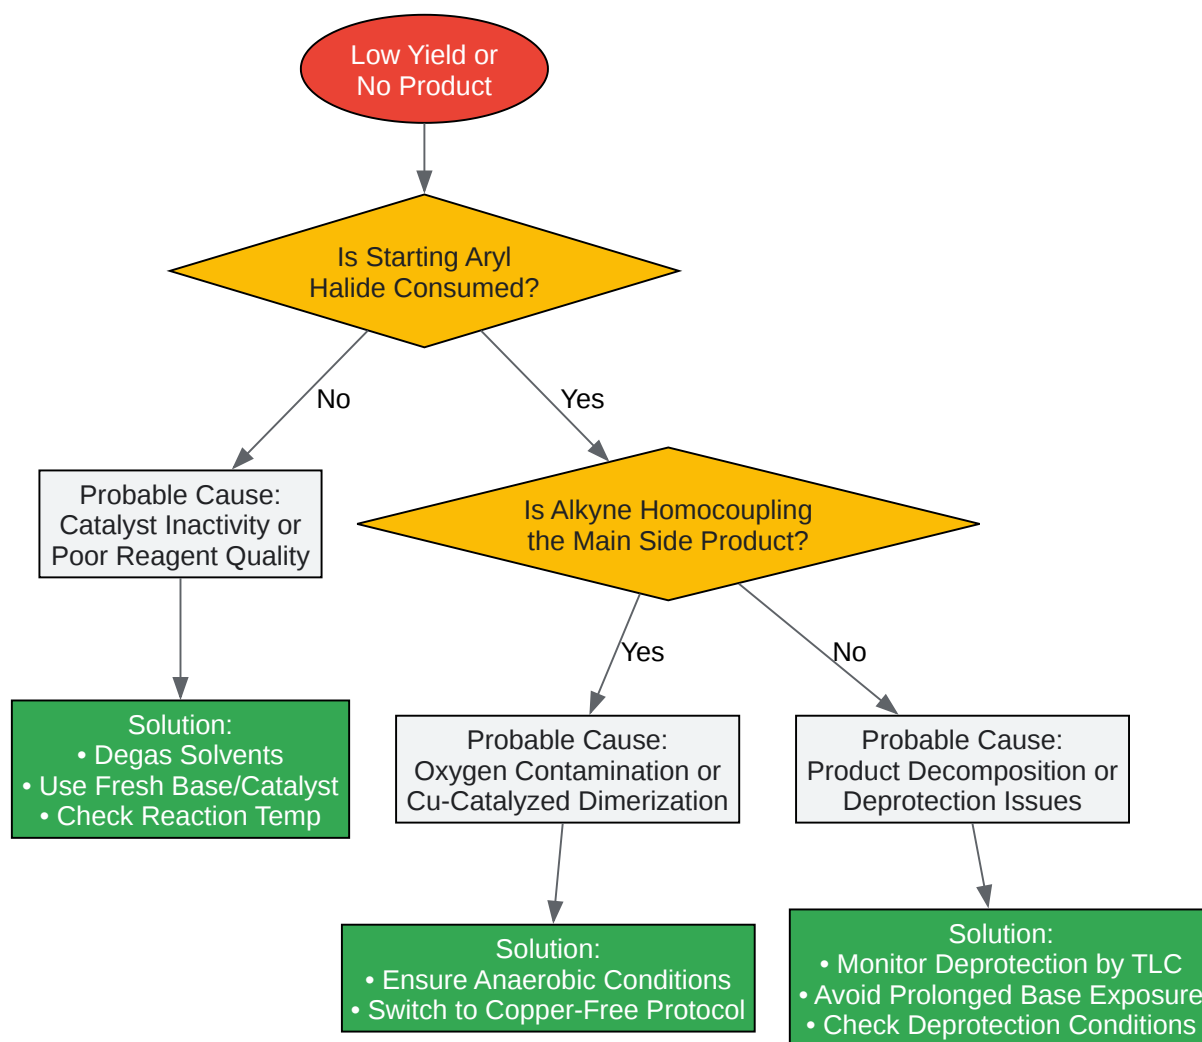 Low Yield or
No Product
Is Starting Aryl
Halide Consumed?
No
Yes
Probable Cause:
Catalyst Inactivity or
Poor Reagent Quality
Is Alkyne Homocoupling
the Main Side Product?
Yes
No
Solution:
• Degas Solvents
• Use Fresh Base/Catalyst
• Check Reaction Temp
Probable Cause:
Oxygen Contamination or
Cu-Catalyzed Dimerization
Probable Cause:
Product Decomposition or
Deprotection Issues
Solution:
• Ensure Anaerobic Conditions
• Switch to Copper-Free Protocol
Solution:
• Monitor Deprotection by TLC
• Avoid Prolonged Base Exposure
• Check Deprotection Conditions